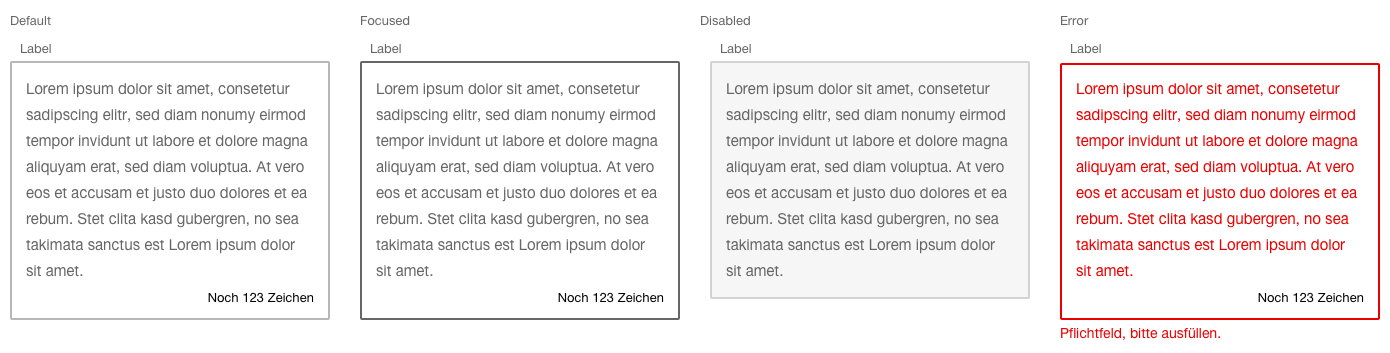 Default
Label
Lorem ipsum dolor sit amet, consetetur
sadipscing elitr, sed diam nonumy eirmod
tempor invidunt ut labore et dolore magna
aliquyam erat, sed diam voluptua. At vero
eos et accusam et justo duo dolores et ea
rebum. Stet clita kasd gubergren, no sea
takimata sanctus est Lorem ipsum dolor
sit amet.
Noch 123 Zeichen
Focused
Label
Lorem ipsum dolor sit amet, consetetur
sadipscing elitr, sed diam nonumy eirmod
tempor invidunt ut labore et dolore magna
aliquyam erat, sed diam voluptua. At vero
eos et accusam et justo duo dolores et ea
rebum. Stet clita kasd gubergren, no sea
takimata sanctus est Lorem ipsum dolor
sit amet.
Noch 123 Zeichen
Disabled
Label
Lorem ipsum dolor sit amet, consetetur
sadipscing elitr, sed diam nonumy eirmod
tempor invidunt ut labore et dolore magna
aliquyam erat, sed diam voluptua. At vero
eos et accusam et justo duo dolores et ea
rebum. Stet clita kasd gubergren, no sea
takimata sanctus est Lorem ipsum dolor
sit amet.
Error
Label
Lorem ipsum dolor sit amet, consetetur
sadipscing elitr, sed diam nonumy eirmod
tempor invidunt ut labore et dolore magna
aliquyam erat, sed diam voluptua. At vero
eos et accusam et justo duo dolores et ea
rebum. Stet clita kasd gubergren, no sea
takimata sanctus est Lorem ipsum dolor
sit amet.
Noch 123 Zeichen
Pflichtfeld, bitte ausfüllen.